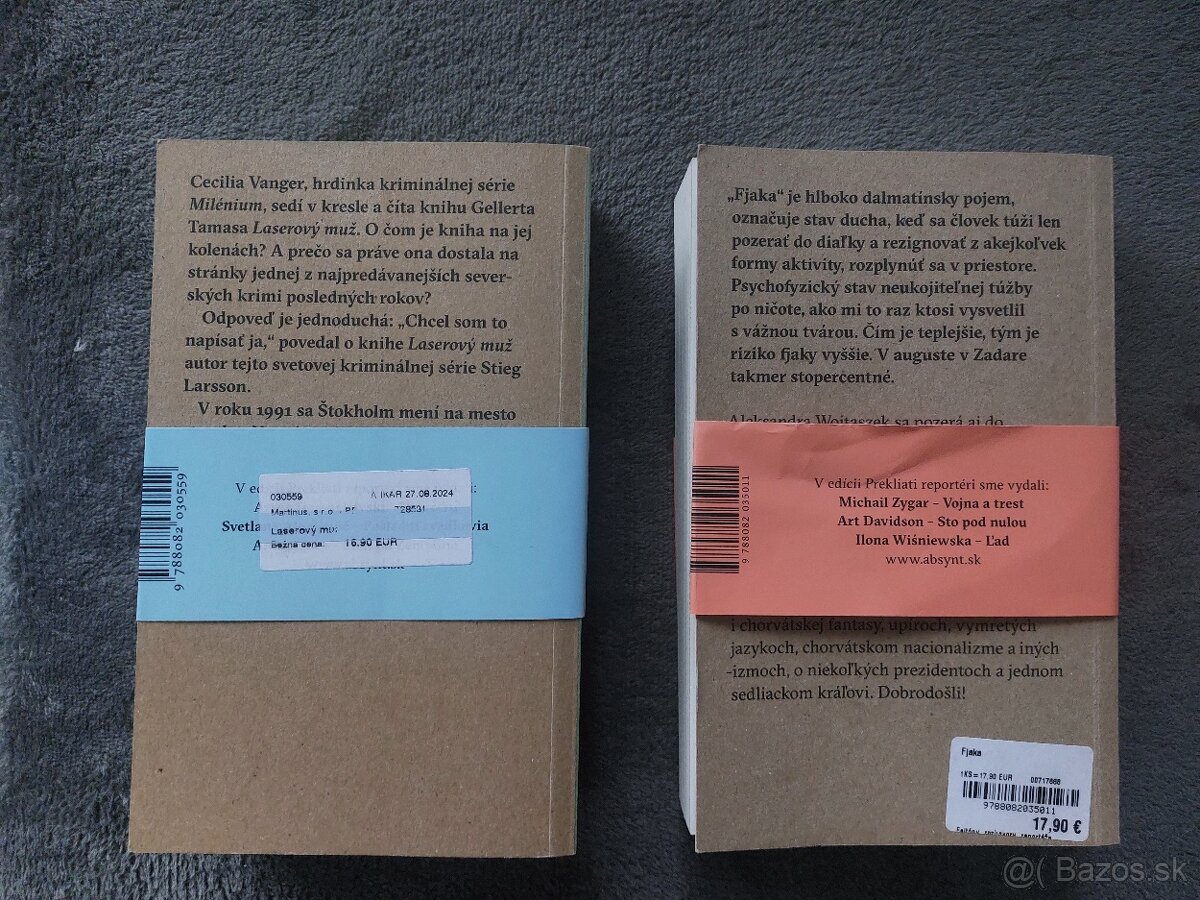 Cecilia Vanger, hrdinka kriminálnej série
Milénium, sedí v kresle a číta knihu Gellerta
Tamasa Laserový muž. O čom je kniha na jej
kolenách? A prečo sa práve ona dostala na
stránky jednej z najpredávanejších sever-
ských krimi posledných rokov?
Odpoveď je jednoduchá: „Chcel som to
napísať ja,“ povedal o knihe Laserový muž
autor tejto svetovej kriminálnej série Stieg
Larsson.
V roku 1991 sa Štokholm mení na mesto
9 788082 030559
030559
IKAR 27.08.2024
Martinus, s.r.o.
Laserový muž
Bežná cena: 16.90 EUR
„Fjaka“ je hlboko dalmatínsky pojem,
označuje stav ducha, keď sa človek túži len
pozerať do diaľky a rezignovať z akejkoľvek
formy aktivity, rozplynúť sa v priestore.
Psychofyzický stav neukojiteľnej túžby
po ničote, ako mi to raz ktosi vysvetlil
s vážnou tvárou. Čím je teplejšie, tým je
riziko fjaky vyššie. V auguste v Zadare
takmer stopercentné.
Aleksandra Wojtaszek sa pozerá aj do
9 788082 035011
V edícii Prekliati reportéri sme vydali:
Michail Zygar – Vojna a trest
Art Davidson – Sto pod nulou
Ilona Wiśniewska – Ľad
www.absynt.sk
i chorvátskej fantasy, upíroch, vymretých
jazykoch, chorvátskom nacionalizme a iných
-izmoch, o niekoľkých prezidentoch a jednom
sedliackom kráľovi. Dobrodošli!
Fjaka
1KS = 17,90 EUR 00717668
9788082035011
17,90 €
@( Bazos.sk